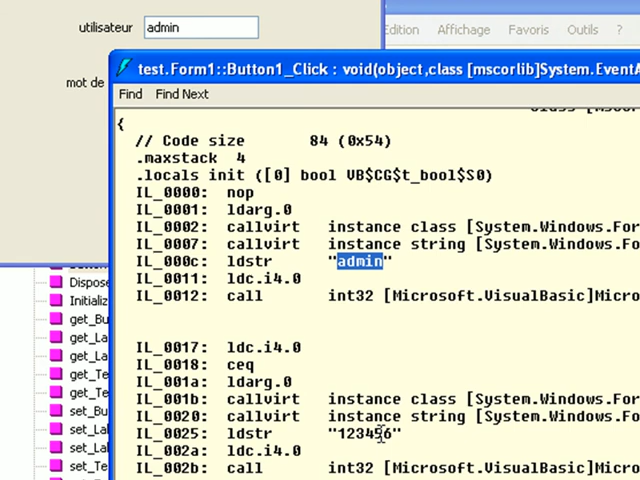 utilisateur admin
Edition Affichage Favoris Outils ?
test.Form1::Button1_Click : void(object,class [mscorlib]System.EventA
mot de
Find Find Next
{
// Code size 84 (0x54)
.maxstack 4
.locals init ([0] bool VB$CG$t_bool$S0)
IL_0000: nop
IL_0001: ldarg.0
IL_0002: callvirt instance class [System.Windows.For
IL_0007: callvirt instance string [System.Windows.Fo
IL_000c: ldstr "admin"
IL_0011: ldc.i4.0
IL_0012: call int32 [Microsoft.VisualBasic]Micro
IL_0017: ldc.i4.0
IL_0018: ceq
IL_001a: ldarg.0
IL_001b: callvirt instance class [System.Windows.For
IL_0020: callvirt instance string [System.Windows.Fo
IL_0025: ldstr "123456"
IL_002a: ldc.i4.0
IL_002b: call int32 [Microsoft.VisualBasic]Micro
Dispose
Initializ
get_Bu
get_La
get_La
get_Te
get_Te
set_Bu
set_Lal
set_Lal
set_Te